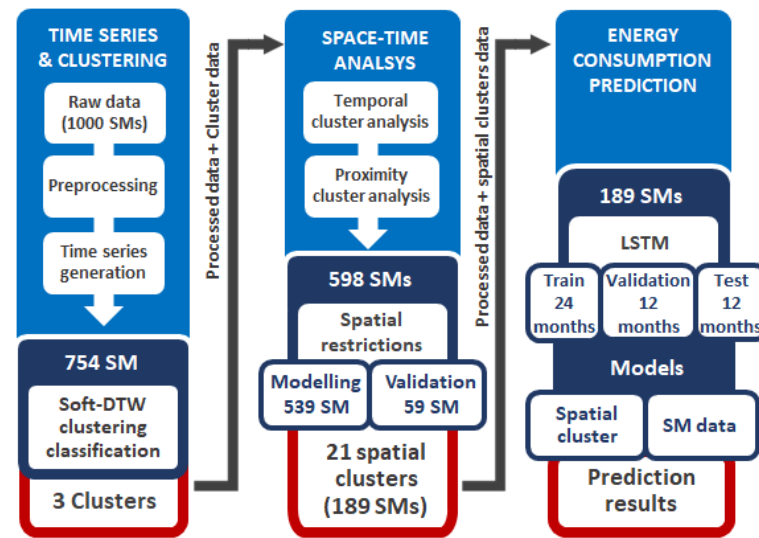 TIME SERIES
& CLUSTERING
Raw data
(1000 SMs)
Preprocessing
Time series
generation
754 SM
Soft-DTW
clustering
classification
3 Clusters
Processed data + Cluster data
SPACE-TIME
ANALSYS
Temporal
cluster analysis
Proximity
cluster analysis
598 SMs
Spatial
restrictions
Modelling
539 SM
Validation
59 SM
21 spatial
clusters
(189 SMs)
Processed data + spatial clusters data
ENERGY
CONSUMPTION
PREDICTION
189 SMs
LSTM
Train
24
months
Validation
12
months
Test
12
months
Models
Spatial
cluster
SM data
Prediction
results